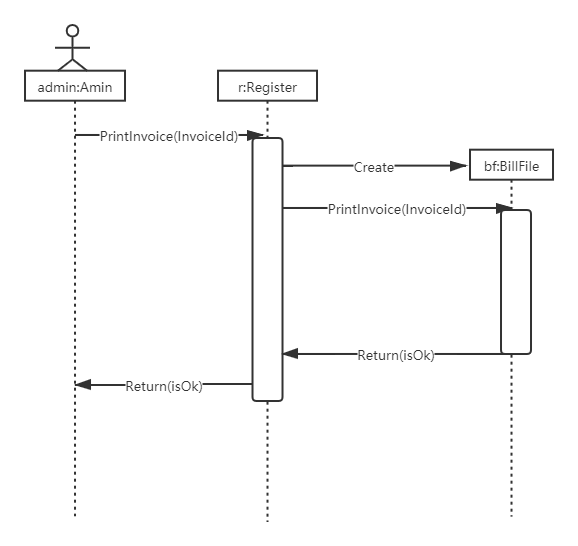 admin:Amin
r:Register
PrintInvoice(InvoiceId)
Create
bf:BillFile
PrintInvoice(InvoiceId)
Return(isOk)
Return(isOk)